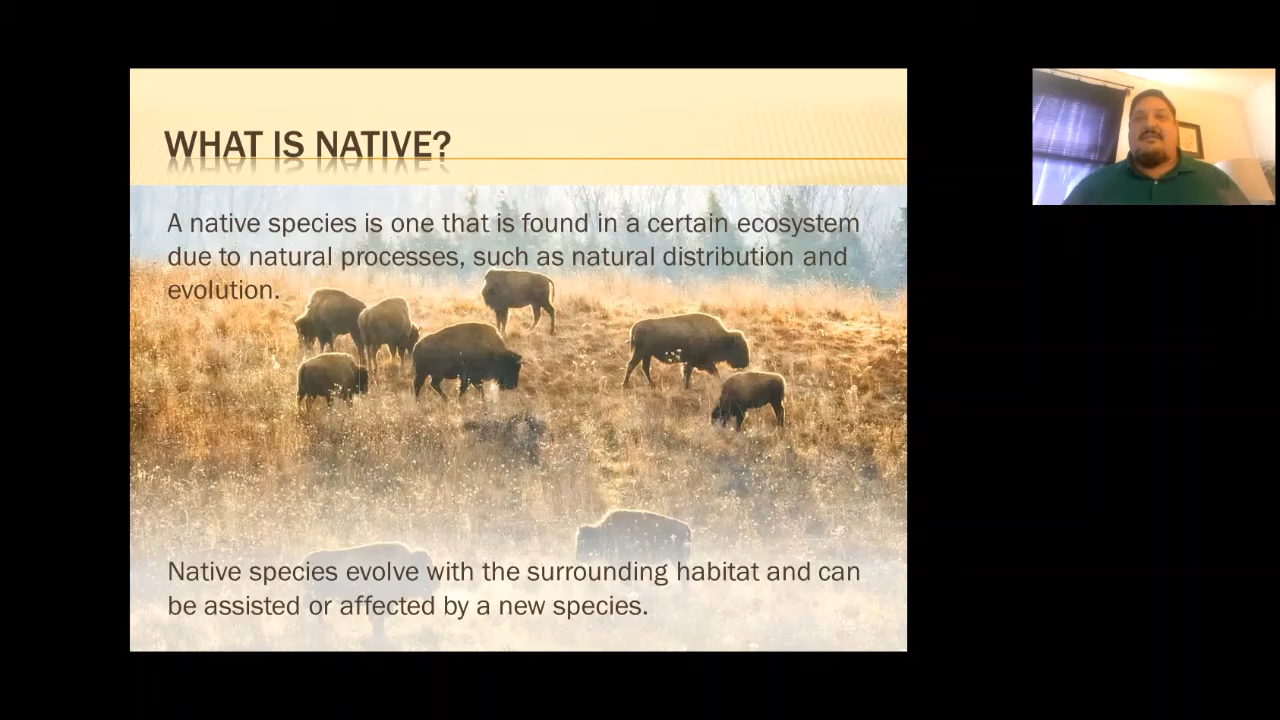 WHAT IS NATIVE?
A native species is one that is found in a certain ecosystem
due to natural processes, such as natural distribution and
evolution.
Native species evolve with the surrounding habitat and can
be assisted or affected by a new species.